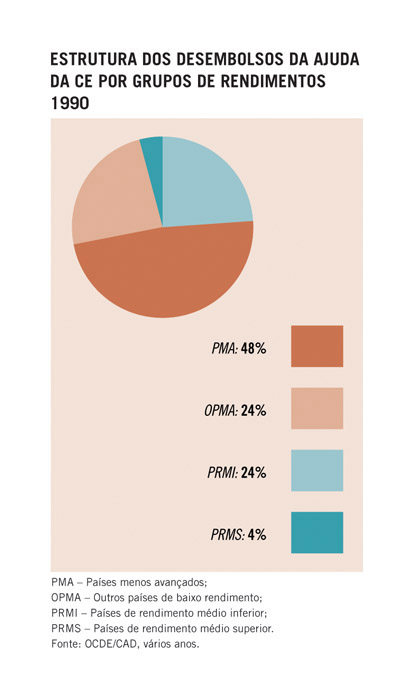 ESTRUTURA DOS DESEMBOLSOS DA AJUDA
DA CE POR GRUPOS DE RENDIMENTOS
1990
PMA: 48%
OPMA: 24%
PRMI: 24%
PRMS: 4%
PMA – Países menos avançados;
OPMA – Outros países de baixo rendimento;
PRMI – Países de rendimento médio inferior;
PRMS – Países de rendimento médio superior.
Fonte: OCDE/CAD, vários anos.